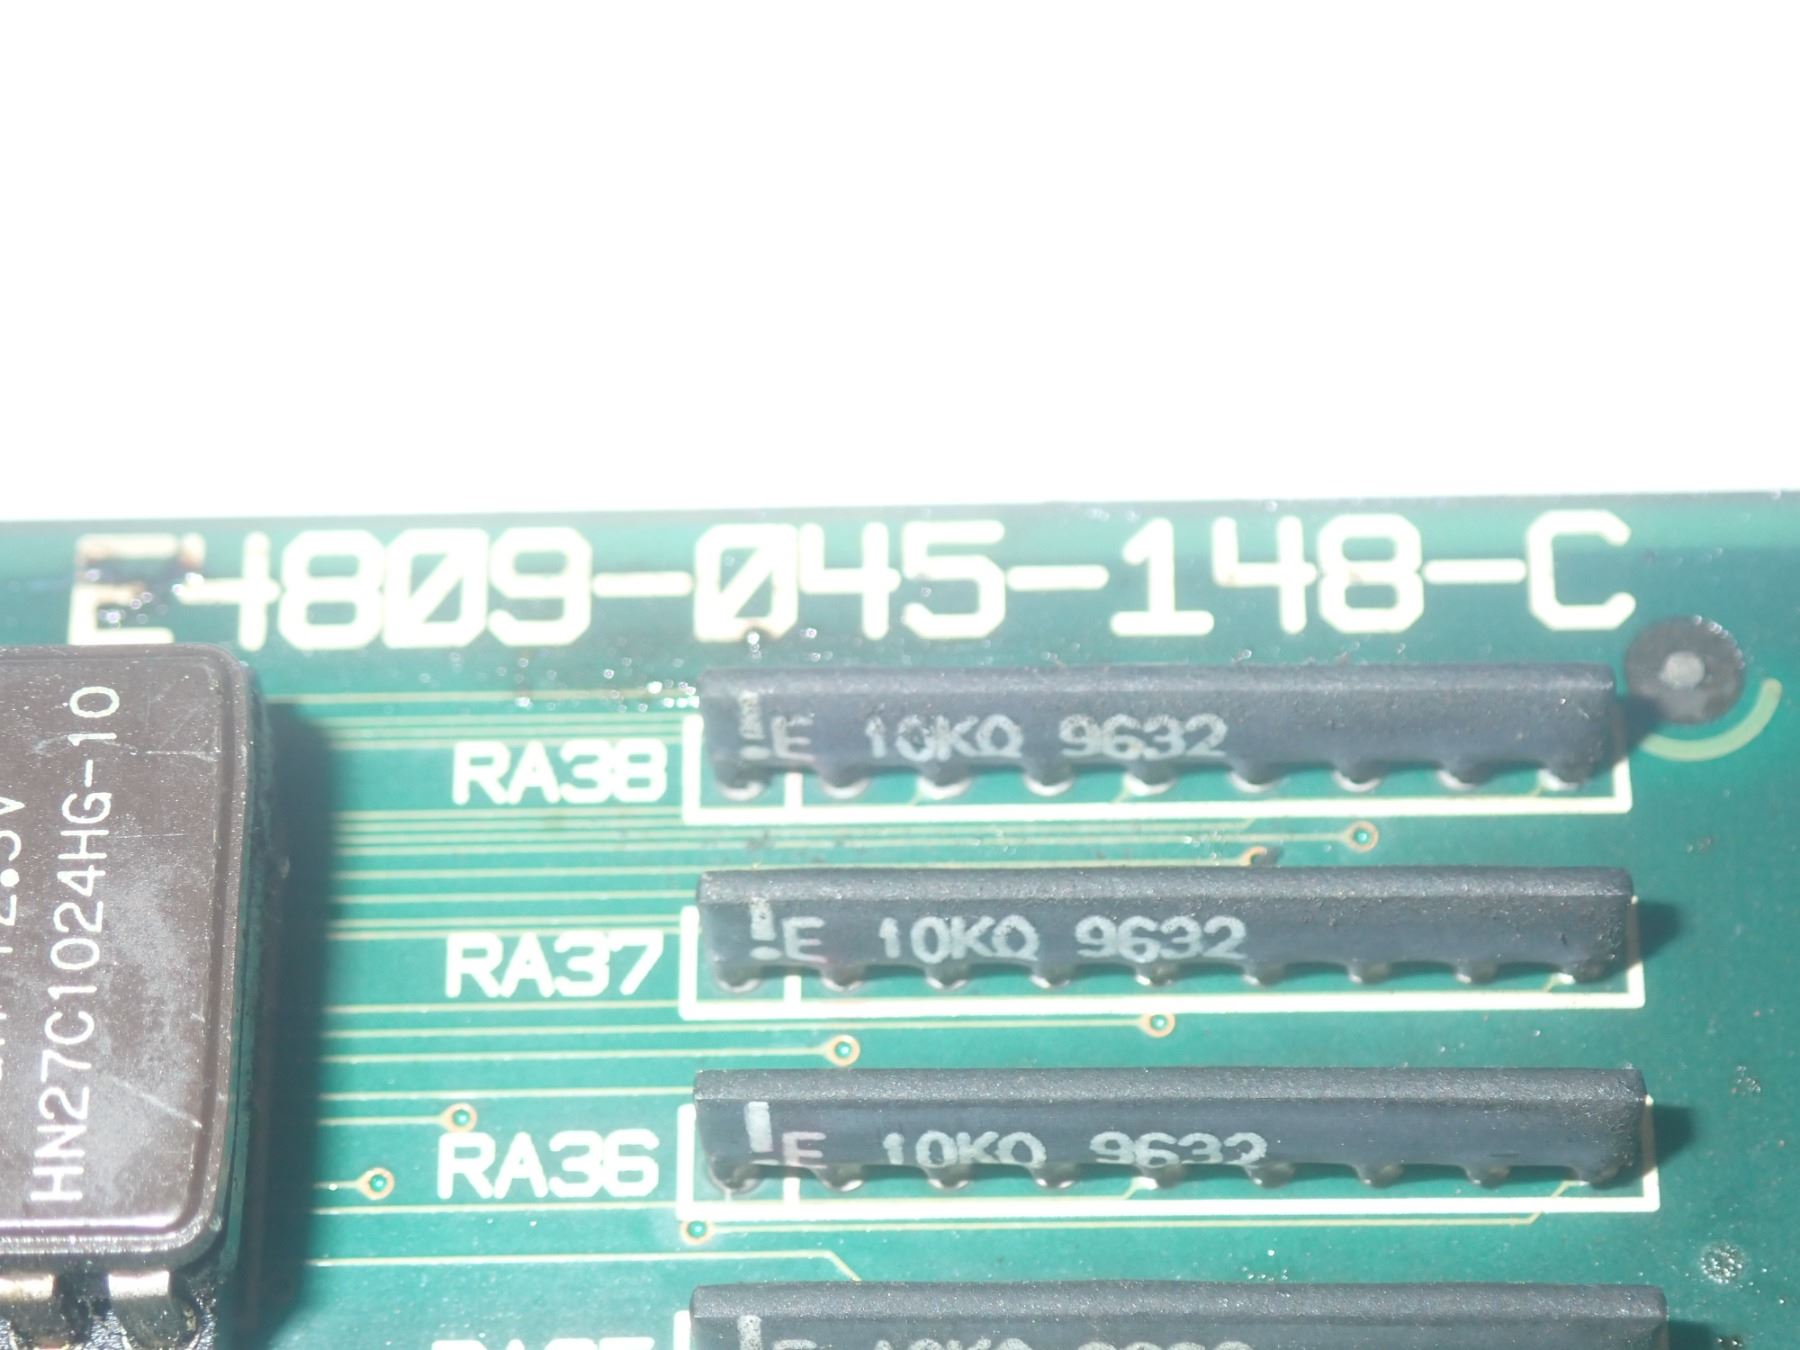 E4809-045-148-C
RA38
E 10KΩ 9632
RA37
E 10KΩ 9632
RA36
E 10KΩ 9632
HN27C1024HG-10